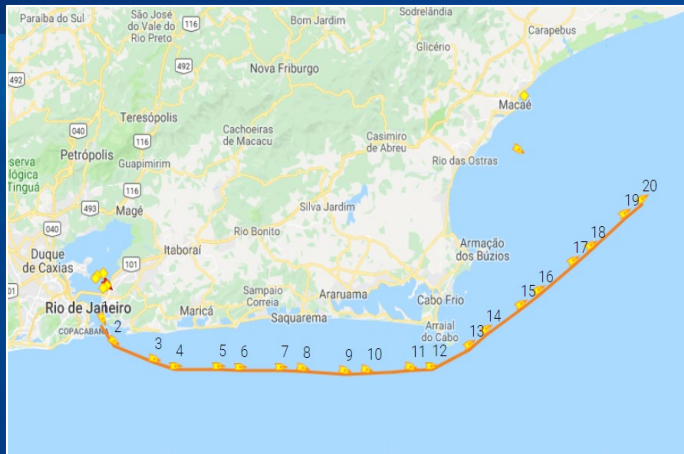 Paraíba do Sul
São José
do Vale do
Rio Preto
116
Bom Jardim
Sodrelândia
Carapebus
492
492
Glicério
Nova Friburgo
Macaé
Teresópolis
116
Cachoeiras
de Macacu
Casimiro
de Abreu
Rio das Ostras
040
Petrópolis
Guapimirim
serva
lógica
Tinguá
116
493
Magé
Silva Jardim
040
Rio Bonito
Duque
de Caxias
101
Itaboraí
Armação
dos Búzios
01
Sampaio
Correia
Araruama
Cabo Frio
Rio de Janeiro
Maricá
Saquarema
COPACABANA
Arraial
do Cabo
2
3
4
5
6
7
8
9
10
11
12
13
14
15
16
17
18
19
20